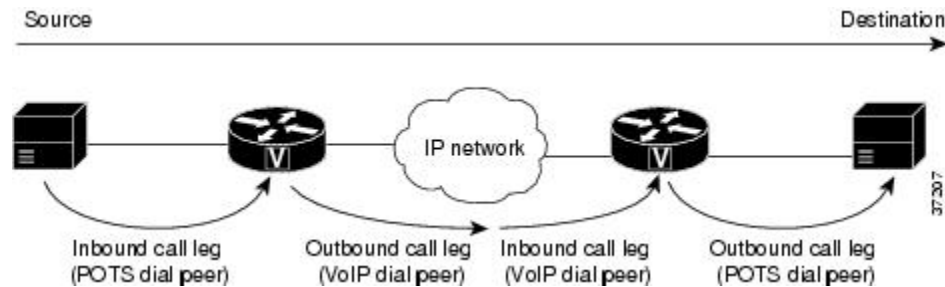 Source
Destination
V
IP network
V
37207
Inbound call leg
(POTS dial peer)
Outbound call leg
(VoIP dial peer)
Inbound call leg
(VoIP dial peer)
Outbound call leg
(POTS dial peer)